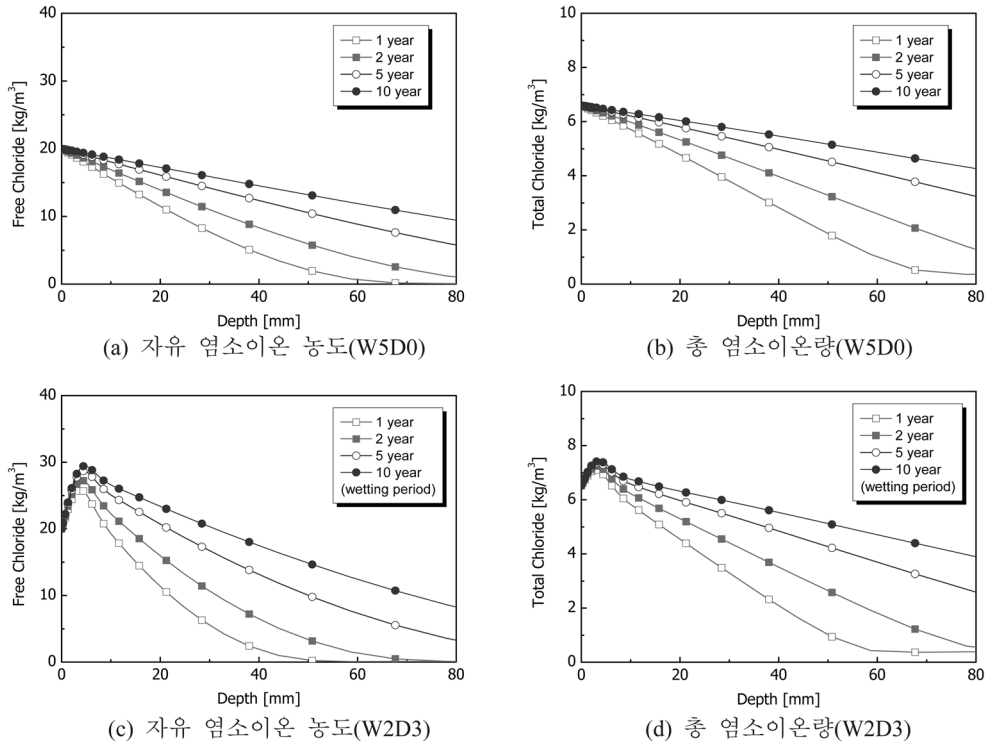 40
30
20
10
0
Free Chloride [kg/m³]
1 year
2 year
5 year
10 year
0 20 40 60 80
Depth [mm]
(a) 자유 염소이온 농도(W5D0)
10
8
6
4
2
0
Total Chloride [kg/m³]
1 year
2 year
5 year
10 year
0 20 40 60 80
Depth [mm]
(b) 총 염소이온량(W5D0)
40
30
20
10
0
Free Chloride [kg/m³]
1 year
2 year
5 year
10 year
(wetting period)
0 20 40 60 80
Depth [mm]
(c) 자유 염소이온 농도(W2D3)
10
8
6
4
2
0
Total Chloride [kg/m³]
1 year
2 year
5 year
10 year
(wetting period)
0 20 40 60 80
Depth [mm]
(d) 총 염소이온량(W2D3)